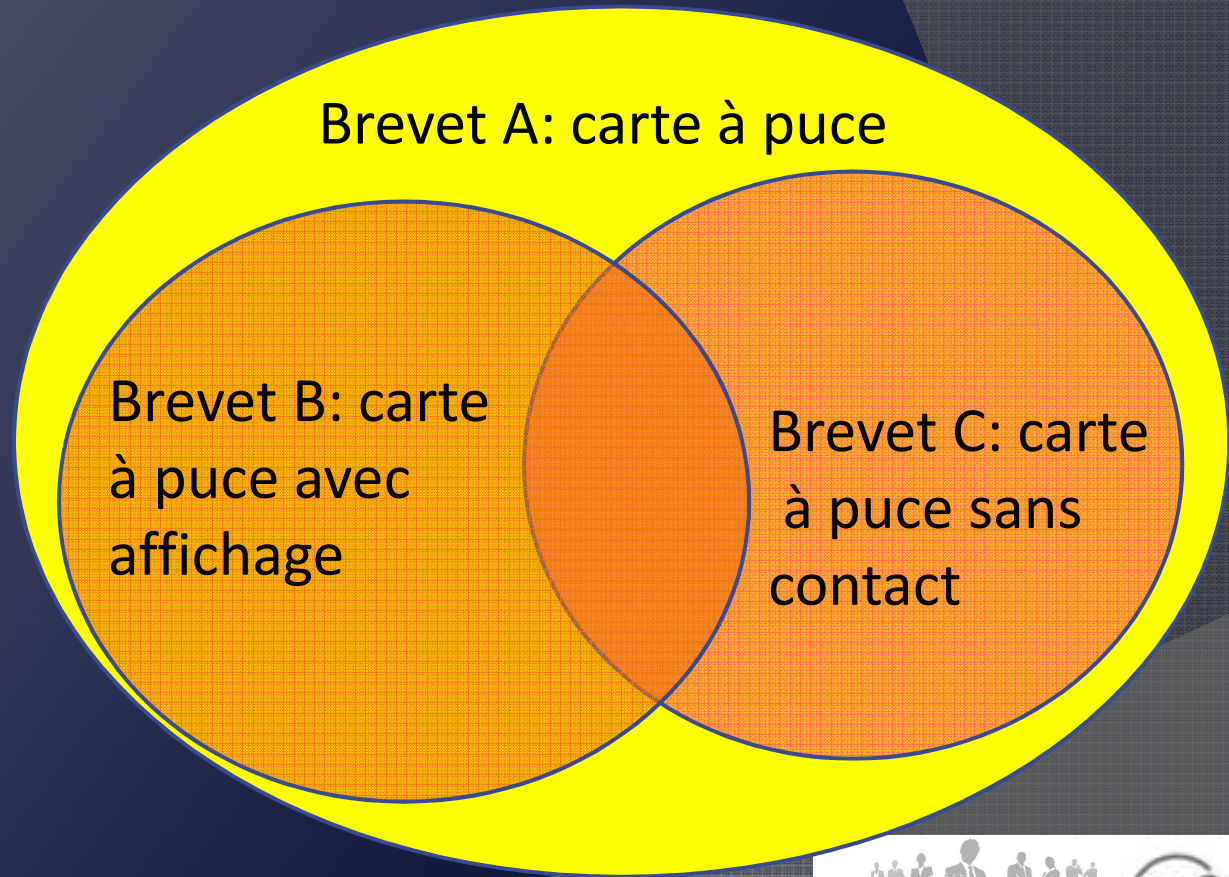 Brevet A: carte à puce
Brevet B: carte
à puce avec
affichage
Brevet C: carte
à puce sans
contact